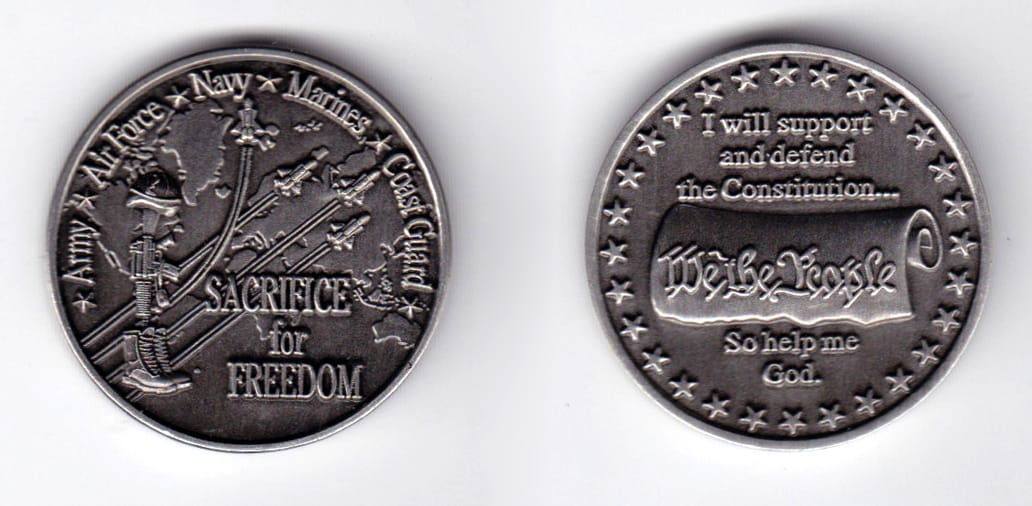 Army ★ Air Force ★ Navy ★ Marines ★ Coast Guard
SACRIFICE
for
FREEDOM
I will support
and defend
the Constitution...
We the People
So help me
God.